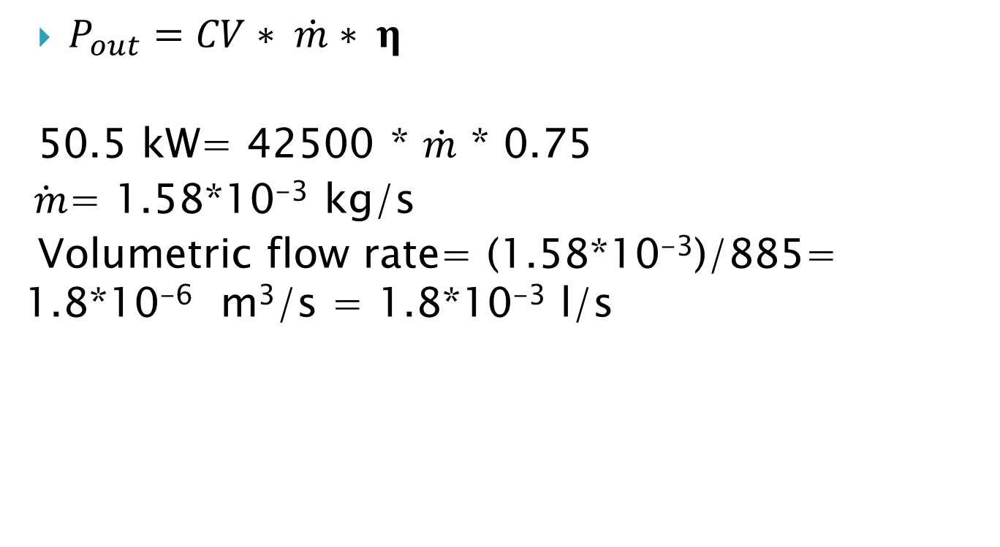 𝑃ₒᵤₜ = 𝐶𝑉 ∗ 𝑚̇ ∗ 𝛈
50.5 kW= 42500 * 𝑚̇ * 0.75
𝑚̇= 1.58*10⁻³ kg/s
Volumetric flow rate= (1.58*10⁻³)/885=
1.8*10⁻⁶ m³/s = 1.8*10⁻³ l/s